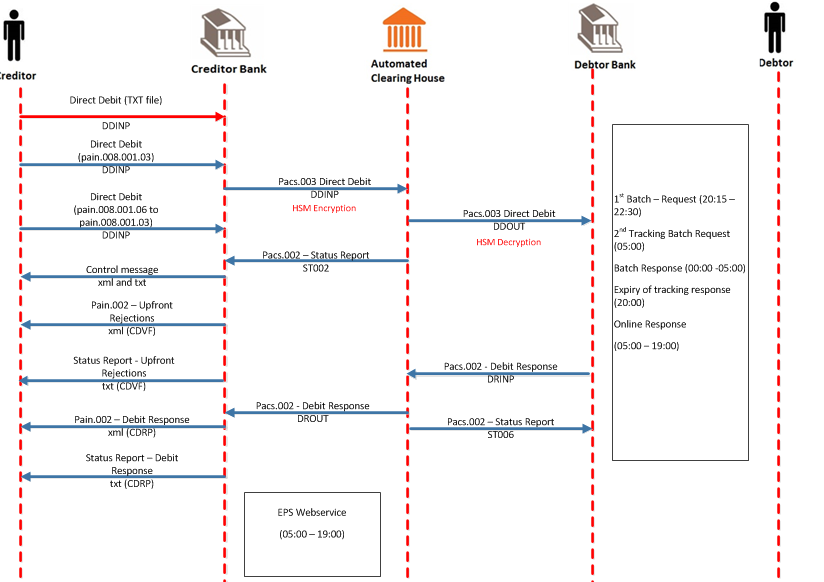 reditor
Creditor Bank
Automated
Clearing House
Debtor Bank
Debtor
Direct Debit (TXT file)
DDINP
Direct Debit
(pain.008.001.03)
DDINP
Direct Debit
(pain.008.001.06 to
pain.008.001.03)
DDINP
Pacs.003 Direct Debit
DDINP
HSM Encryption
Pacs.003 Direct Debit
DDOUT
HSM Decryption
Pacs.002 – Status Report
ST002
Control message
xml and txt
Pain.002 – Upfront
Rejections
xml (CDVF)
Status Report - Upfront
Rejections
txt (CDVF)
Pacs.002 - Debit Response
DRINP
Pacs.002 - Debit Response
DROUT
Pain.002 – Debit Response
xml (CDRP)
Pacs.002 – Status Report
ST006
Status Report – Debit
Response
txt (CDRP)
1st Batch – Request (20:15 –
22:30)
2nd Tracking Batch Request
(05:00)
Batch Response (00:00 -05:00)
Expiry of tracking response
(20:00)
Online Response
(05:00 – 19:00)
EPS Webservice
(05:00 – 19:00)